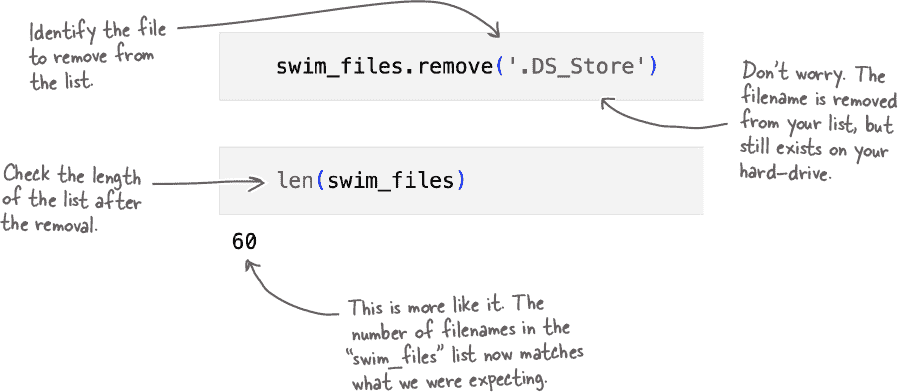 Identify the file
to remove from
the list.
swim_files.remove('.DS_Store')
Don't worry. The
filename is removed
from your list, but
still exists on your
hard-drive.
Check the length
of the list after
the removal.
len(swim_files)
60
This is more like it. The
number of filenames in the
"swim_files" list now matches
what we were expecting.